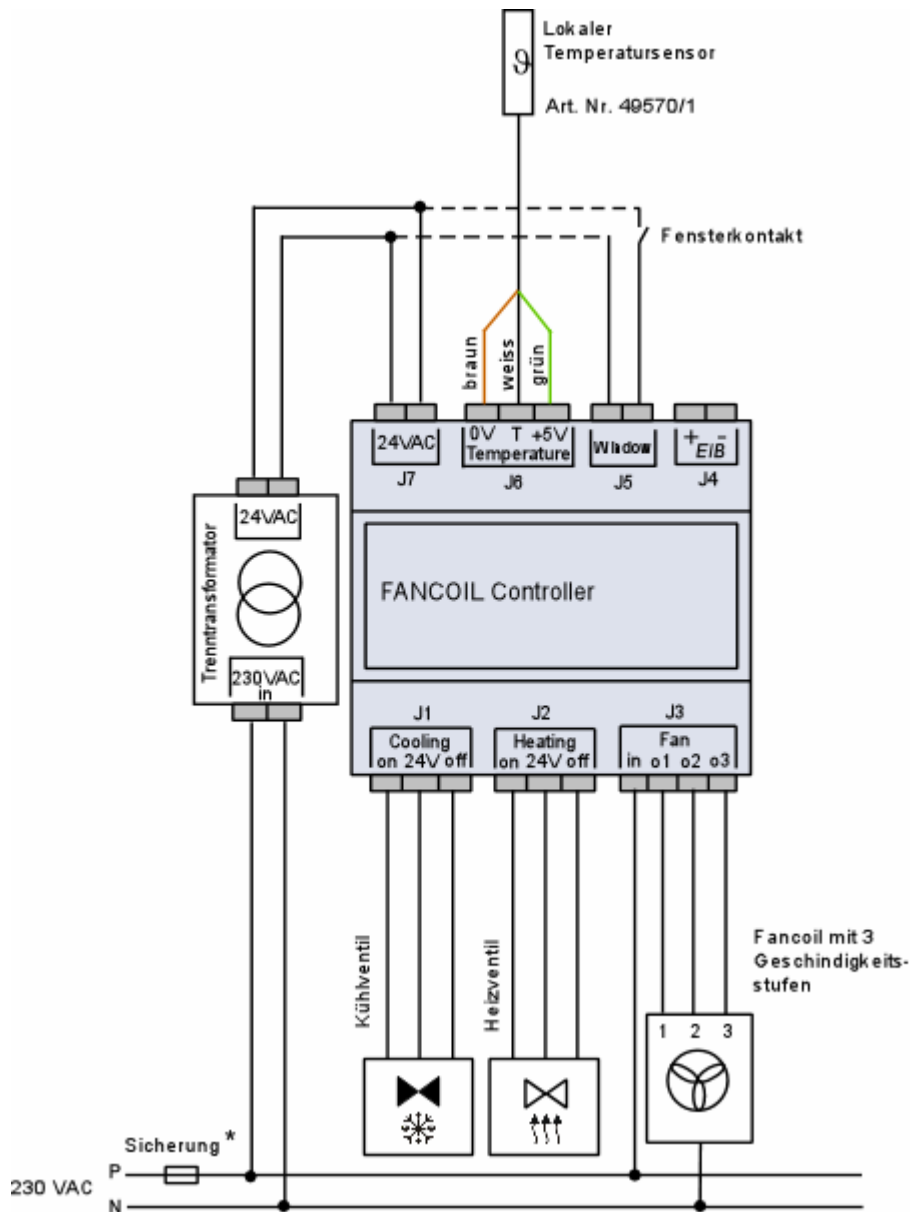 Lokaler
Temperatursensor
ϑ
Art. Nr. 49570/1
Fensterkontakt
braun
weiss
grün
24VAC
0V T +5V
Temperature
Window
+ EIB -
J7
J6
J5
J4
24VAC
Trenntransformator
230VAC
in
FANCOIL Controller
J1
J2
J3
Cooling
on 24V off
Heating
on 24V off
Fan
in o1 o2 o3
Kühlventil
Heizventil
Fancoil mit 3
Geschindigkeits-
stufen
1 2 3
Sicherung *
P
230 VAC
N